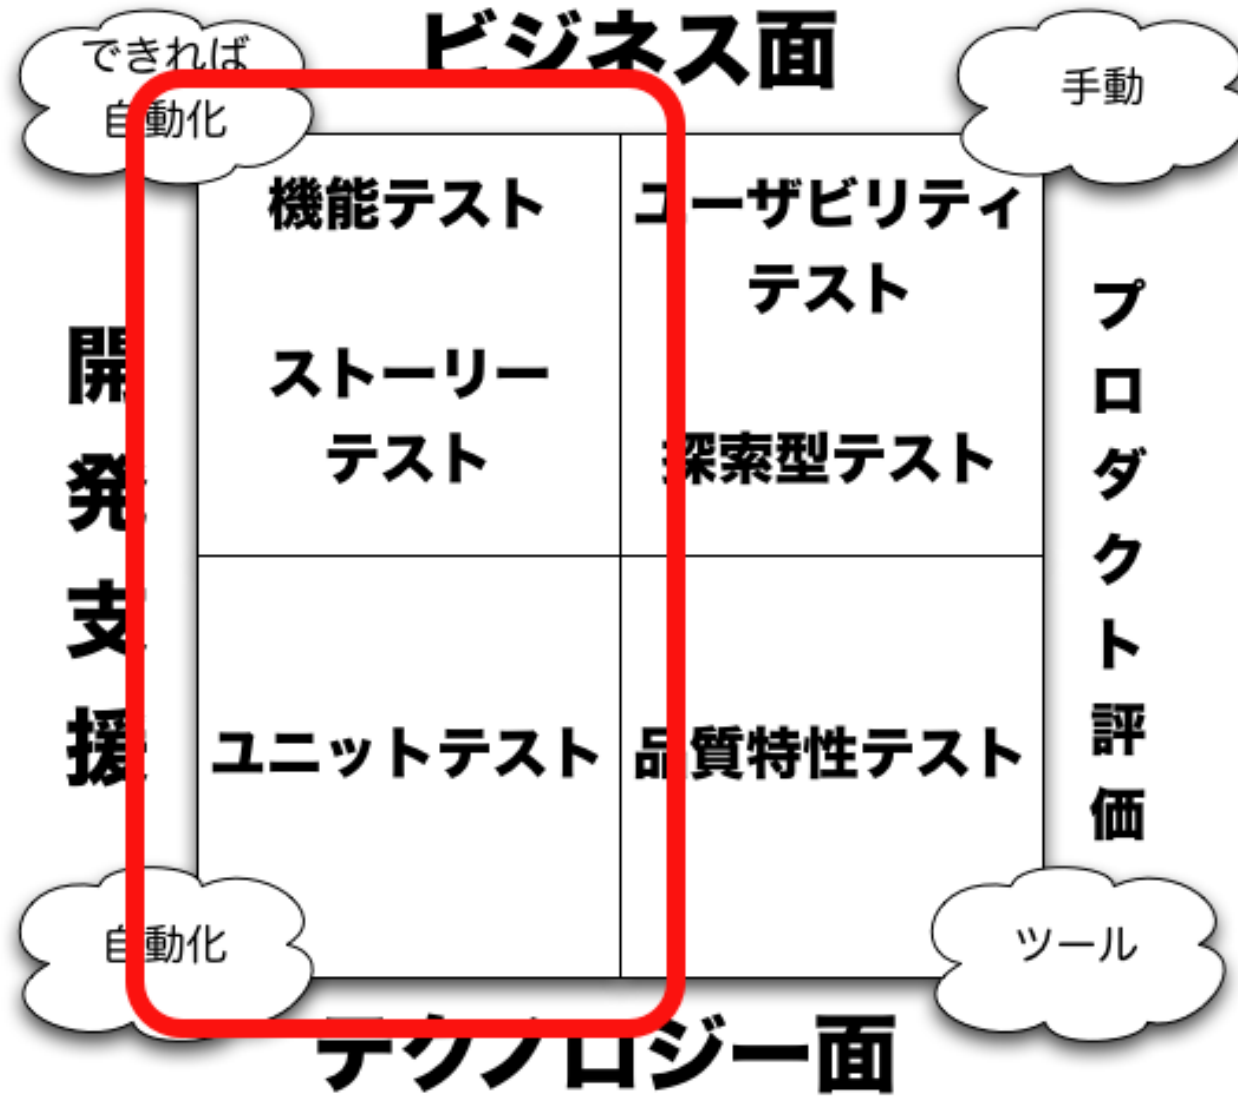 できれば
自動化
ビジネス面
手動
機能テスト
ストーリー
テスト
ユーザビリティ
テスト
探索型テスト
開発支援
プロダクト評価
ユニットテスト
品質特性テスト
自動化
ツール
テクノロジー面